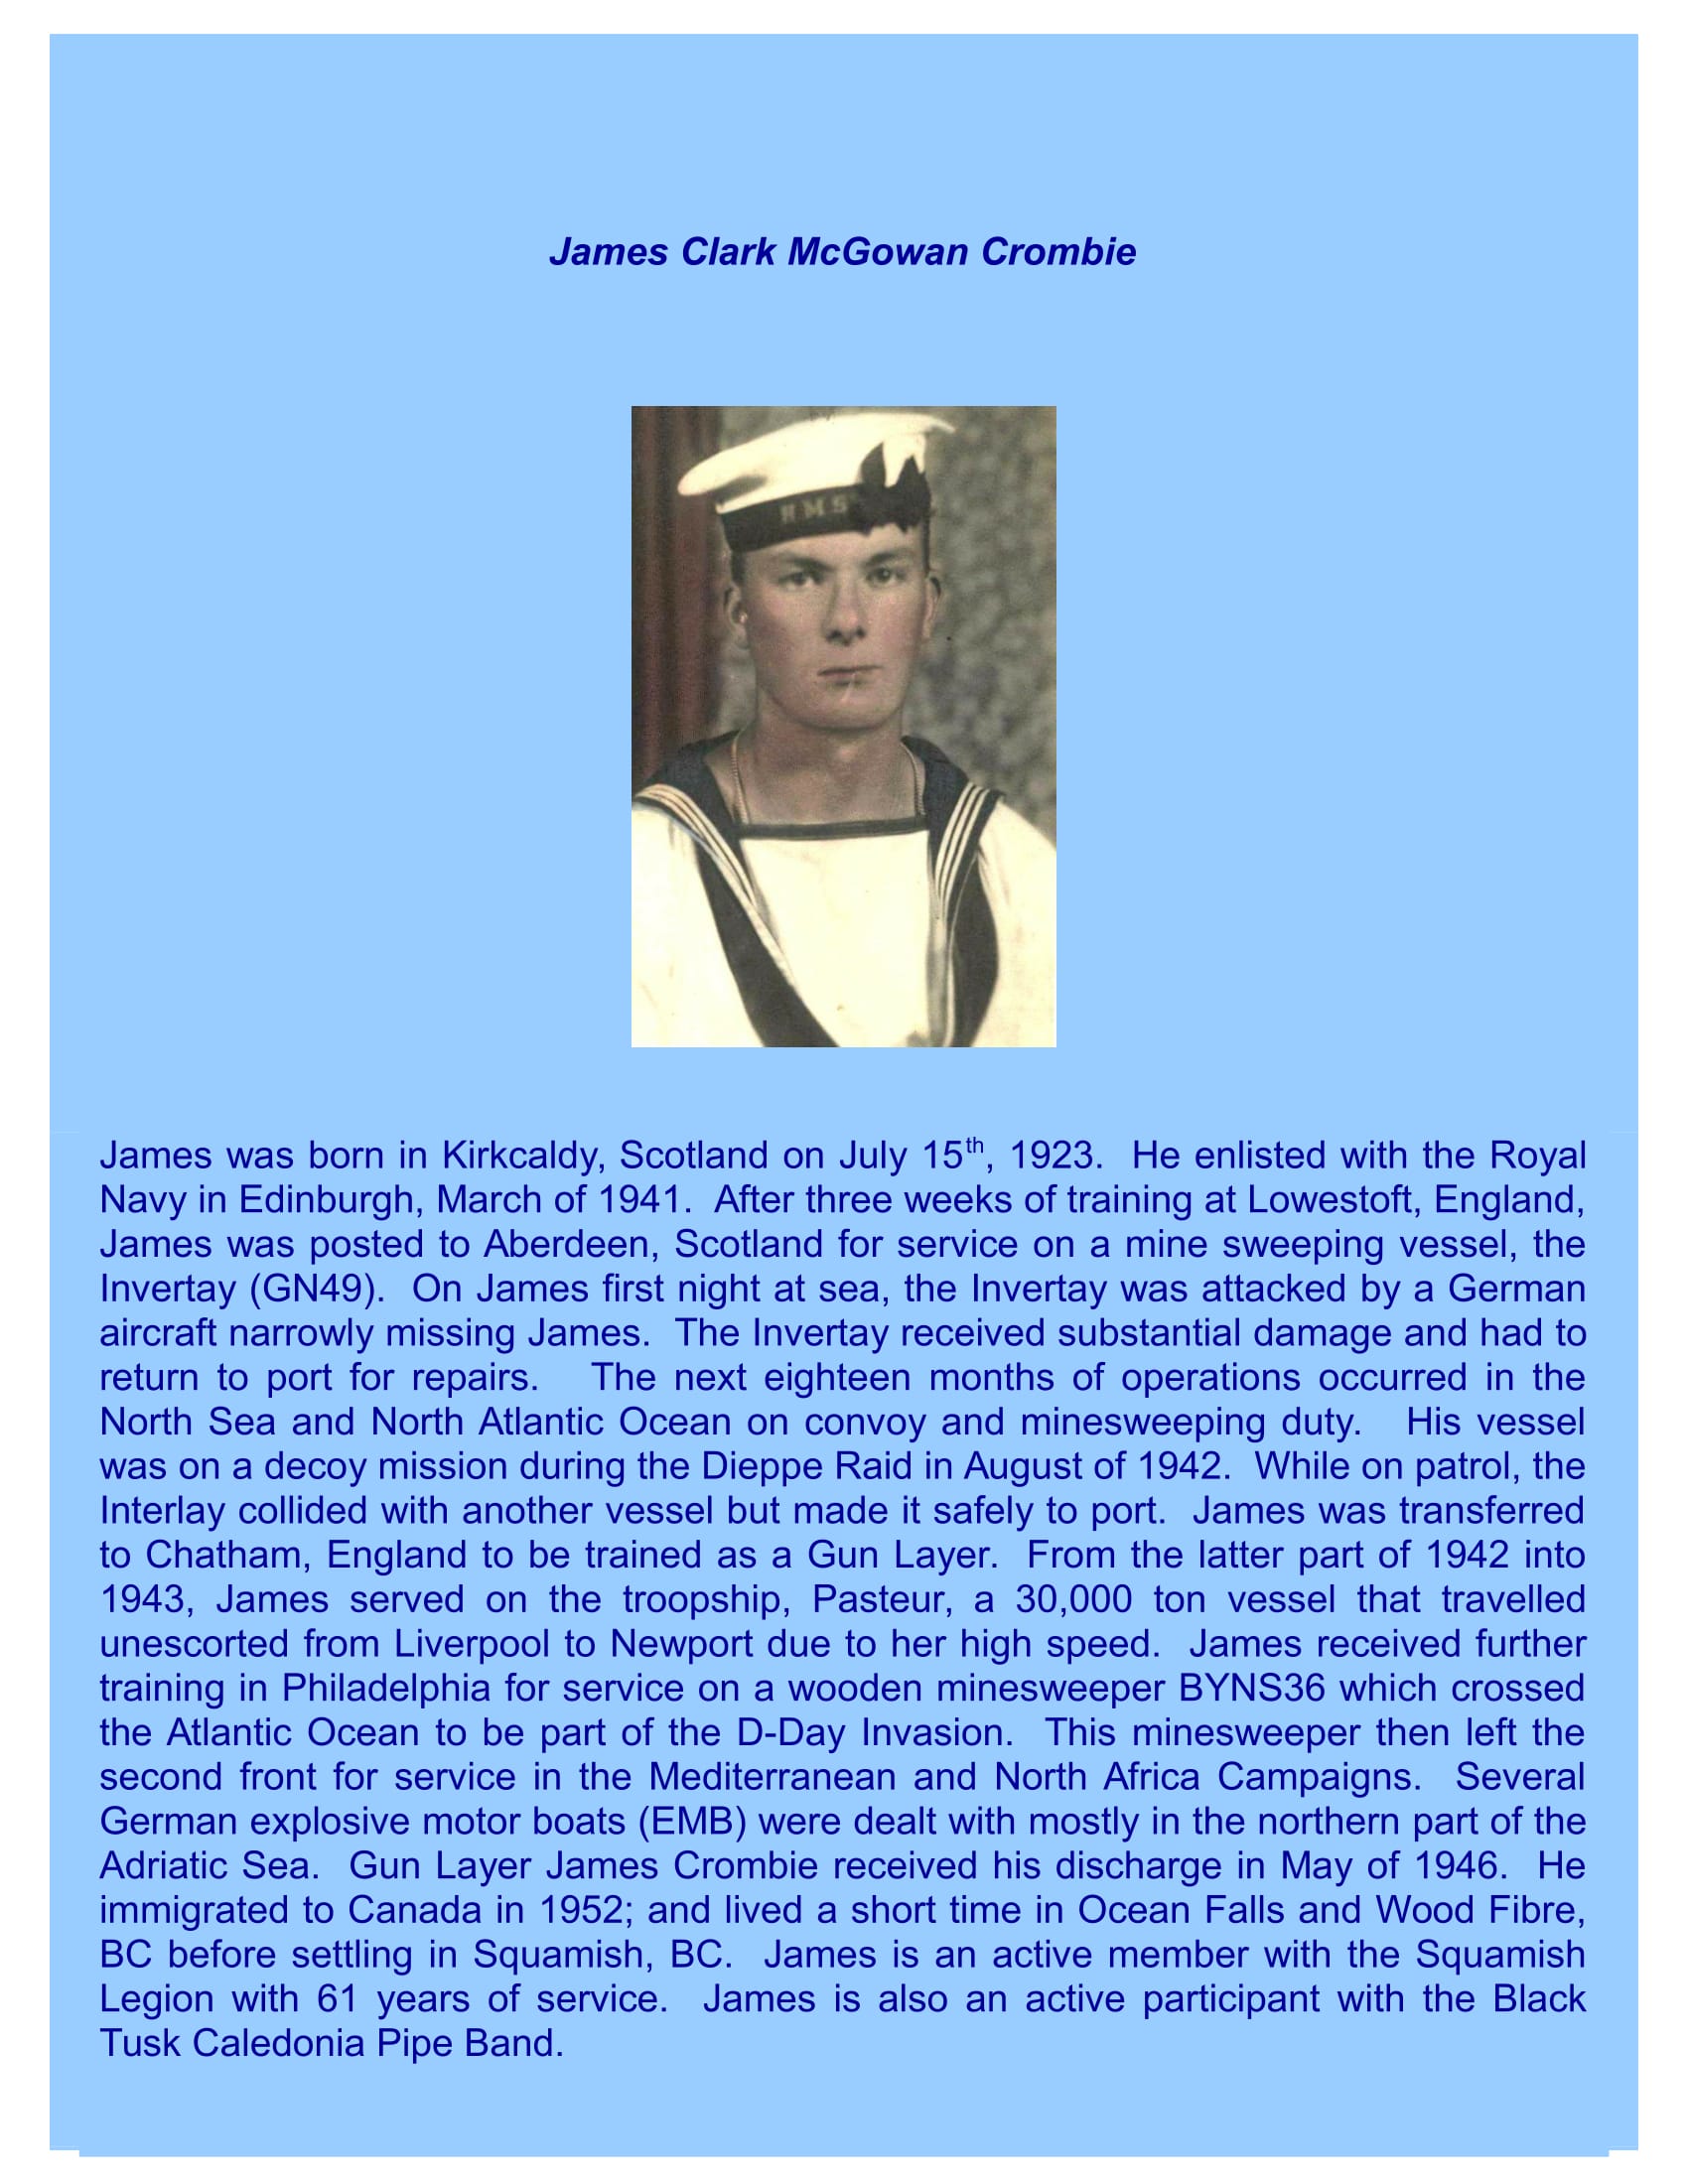 James Clark McGowan Crombie
HMS
James was born in Kirkcaldy, Scotland on July 15th, 1923. He enlisted with the Royal
Navy in Edinburgh, March of 1941. After three weeks of training at Lowestoft, England,
James was posted to Aberdeen, Scotland for service on a mine sweeping vessel, the
Invertay (GN49). On James first night at sea, the Invertay was attacked by a German
aircraft narrowly missing James. The Invertay received substantial damage and had to
return to port for repairs. The next eighteen months of operations occurred in the
North Sea and North Atlantic Ocean on convoy and minesweeping duty. His vessel
was on a decoy mission during the Dieppe Raid in August of 1942. While on patrol, the
Interlay collided with another vessel but made it safely to port. James was transferred
to Chatham, England to be trained as a Gun Layer. From the latter part of 1942 into
1943, James served on the troopship, Pasteur, a 30,000 ton vessel that travelled
unescorted from Liverpool to Newport due to her high speed. James received further
training in Philadelphia for service on a wooden minesweeper BYNS36 which crossed
the Atlantic Ocean to be part of the D-Day Invasion. This minesweeper then left the
second front for service in the Mediterranean and North Africa Campaigns. Several
German explosive motor boats (EMB) were dealt with mostly in the northern part of the
Adriatic Sea. Gun Layer James Crombie received his discharge in May of 1946. He
immigrated to Canada in 1952; and lived a short time in Ocean Falls and Wood Fibre,
BC before settling in Squamish, BC. James is an active member with the Squamish
Legion with 61 years of service. James is also an active participant with the Black
Tusk Caledonia Pipe Band.